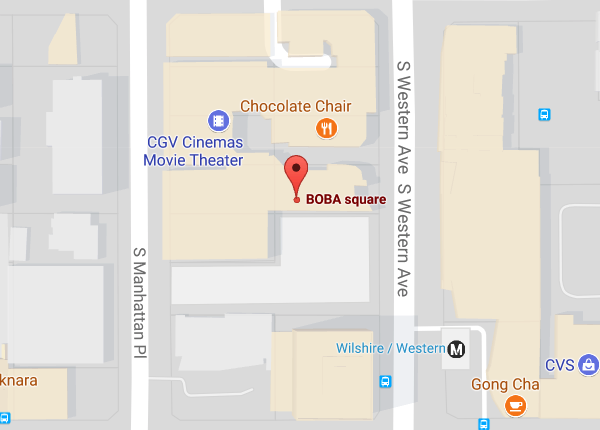 Chocolate Chair
CGV Cinemas
Movie Theater
S Western Ave
BOBA square
S Western Ave
S Manhattan Pl
Wilshire / Western
M
CVS
knara
Gong Cha